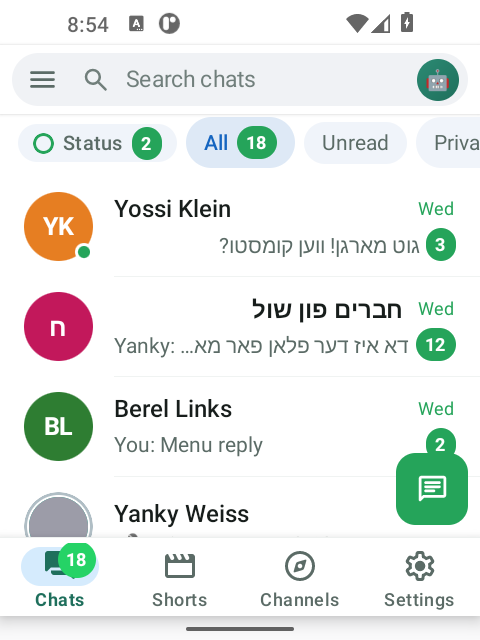 8:54
Search chats
Status 2
All 18
Unread
Priva
YK
Yossi Klein
Wed
גוט מארגן! ווען קומסטו?
3
ח
חברים פון שול
Wed
Yanky: דא איז דער פלאן פאר מא...
12
BL
Berel Links
Wed
You: Menu reply
2
Yanky Weiss
18
Chats
Shorts
Channels
Settings